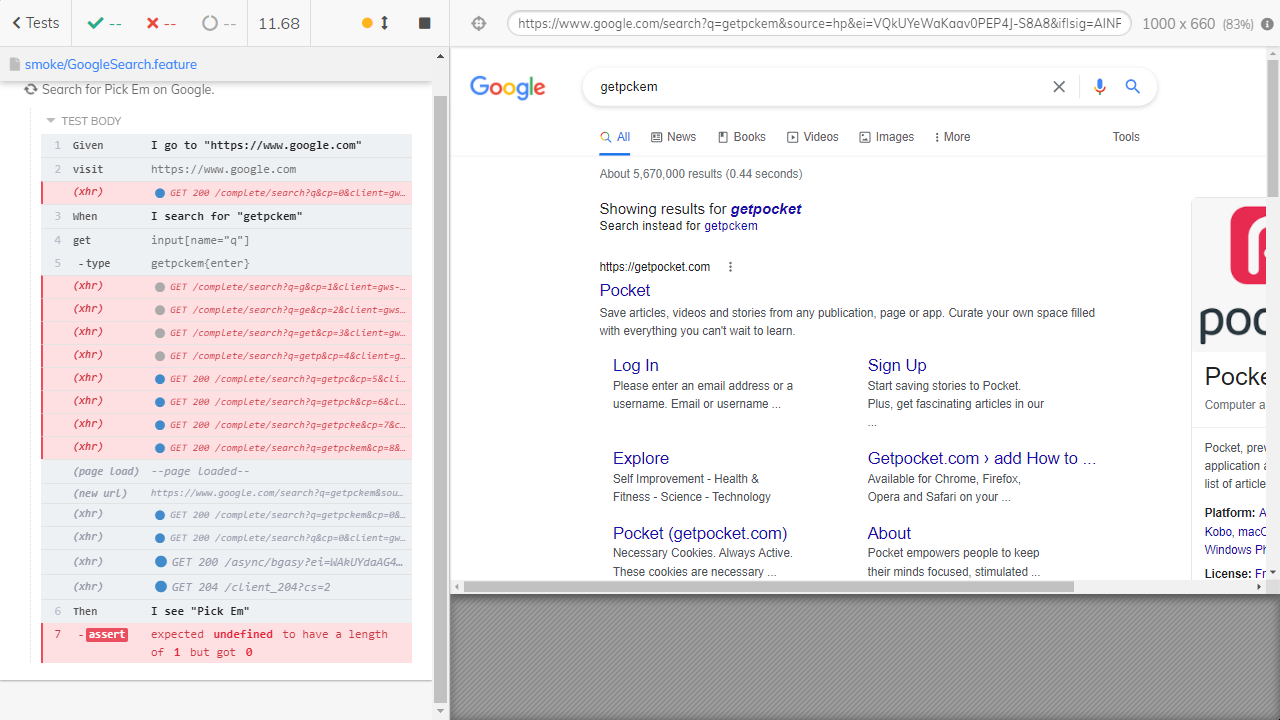 Tests
--
--
--
11.68
smoke/GoogleSearch.feature
Search for Pick Em on Google.
TEST BODY
1 Given I go to "https://www.google.com"
2 visit https://www.google.com
(xhr) GET 200 /complete/search?q&cp=0&client=gw…
3 When I search for "getpckem"
4 get input[name="q"]
5 -type getpckem{enter}
(xhr) GET /complete/search?q=g&cp=1&client=gws-…
(xhr) GET /complete/search?q=ge&cp=2&client=gws…
(xhr) GET /complete/search?q=get&cp=3&client=gw…
(xhr) GET /complete/search?q=getp&cp=4&client=g…
(xhr) GET 200 /complete/search?q=getpc&cp=5&cli…
(xhr) GET 200 /complete/search?q=getpck&cp=6&cl…
(xhr) GET 200 /complete/search?q=getpcke&cp=7&c…
(xhr) GET 200 /complete/search?q=getpckem&cp=8&…
(page load) --page loaded--
(new url) https://www.google.com/search?q=getpckem&sou…
(xhr) GET 200 /complete/search?q=getpckem&cp=0&…
(xhr) GET 200 /complete/search?q&cp=0&client=gw…
(xhr) GET 200 /async/bgasy?ei=WAkUYdaAG4…
(xhr) GET 204 /client_204?cs=2
6 Then I see "Pick Em"
7 -assert expected undefined to have a length
of 1 but got 0
https://www.google.com/search?q=getpckem&source=hp&ei=VQkUYeWaKaav0PEP4J-S8A8&iflsig=AINF
1000 x 660 (83%)
Google
getpckem
All News Books Videos Images More Tools
About 5,670,000 results (0.44 seconds)
Showing results for getpocket
Search instead for getpckem
https://getpocket.com
Pocket
Save articles, videos and stories from any publication, page or app. Curate your own space filled
with everything you can't wait to learn.
Log In
Please enter an email address or a
username. Email or username ...
Sign Up
Start saving stories to Pocket.
Plus, get fascinating articles in our
...
Explore
Self Improvement - Health &
Fitness - Science - Technology
Getpocket.com › add How to ...
Available for Chrome, Firefox,
Opera and Safari on your ...
Pocket (getpocket.com)
Necessary Cookies. Always Active.
These cookies are necessary ...
About
Pocket empowers people to keep
their minds focused, stimulated ...
poc
Pocke
Computer a
Pocket, prev
application a
list of article
Platform: A
Kobo, macO
Windows Ph
License: Fr